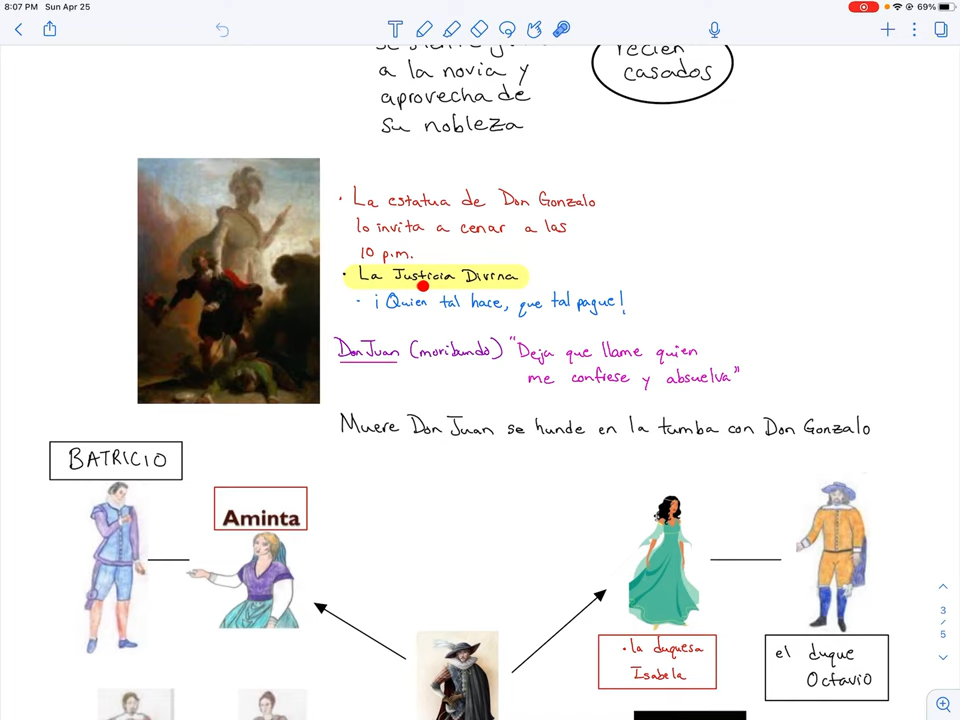 8:07 PM Sun Apr 25
69%
a la novia y
aprovecha de
su nobleza
recien
casados
· La estatua de Don Gonzalo
lo invita a cenar a las
10 p.m.
· La Justicia Divina
· ¡Quien tal hace, que tal pague!
Don Juan (moribundo) "Deja que llame quien
me confiese y absuelva"
Muere Don Juan se hunde en la tumba con Don Gonzalo
BATRICIO
Aminta
· la duquesa
Isabela
el duque
Octavio
3
/
5